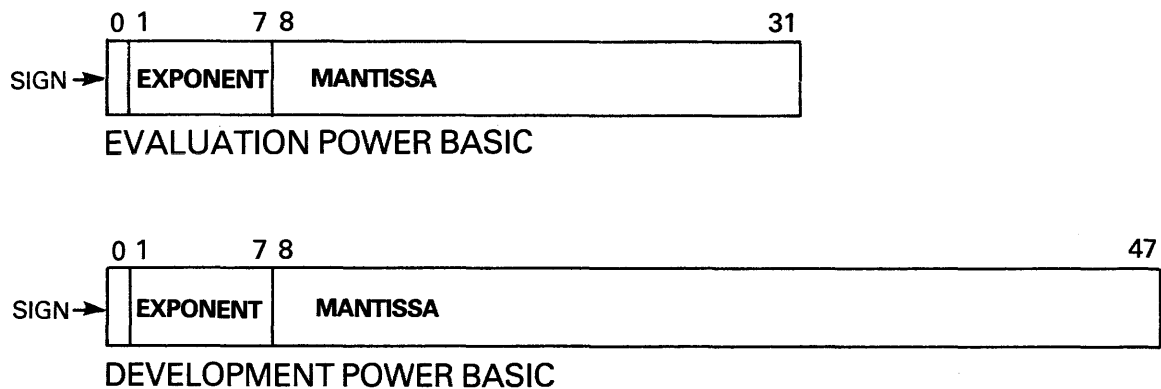 0 1 7 8 31
SIGN EXPONENT MANTISSA
EVALUATION POWER BASIC
0 1 7 8 47
SIGN EXPONENT MANTISSA
DEVELOPMENT POWER BASIC